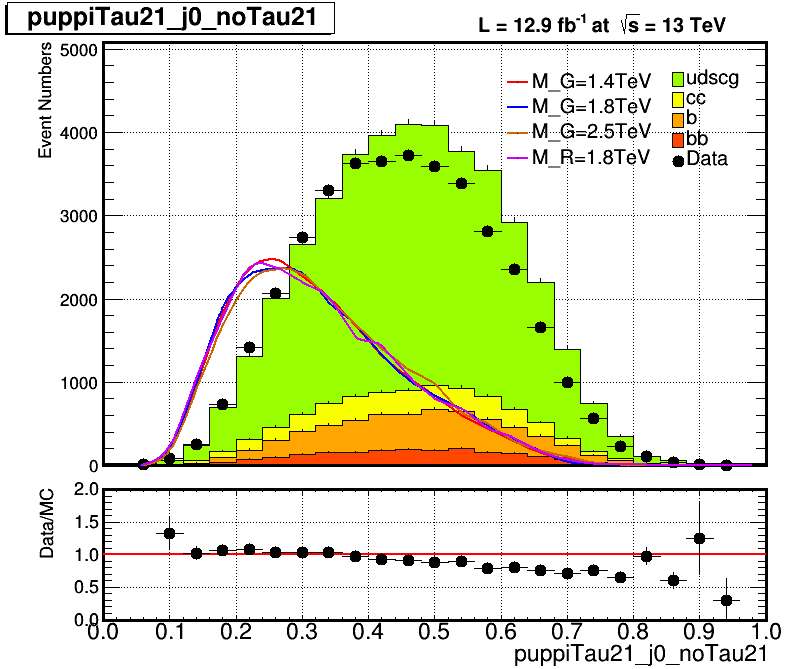 puppiTau21_j0_noTau21
L = 12.9 fb-1 at √s = 13 TeV
Event Numbers
5000
4000
3000
2000
1000
0
M_G=1.4TeV
M_G=1.8TeV
M_G=2.5TeV
M_R=1.8TeV
udscg
cc
b
bb
Data
Data/MC
2.0
1.5
1.0
0.5
0.0
0.0 0.1 0.2 0.3 0.4 0.5 0.6 0.7 0.8 0.9 1.0
puppiTau21_j0_noTau21